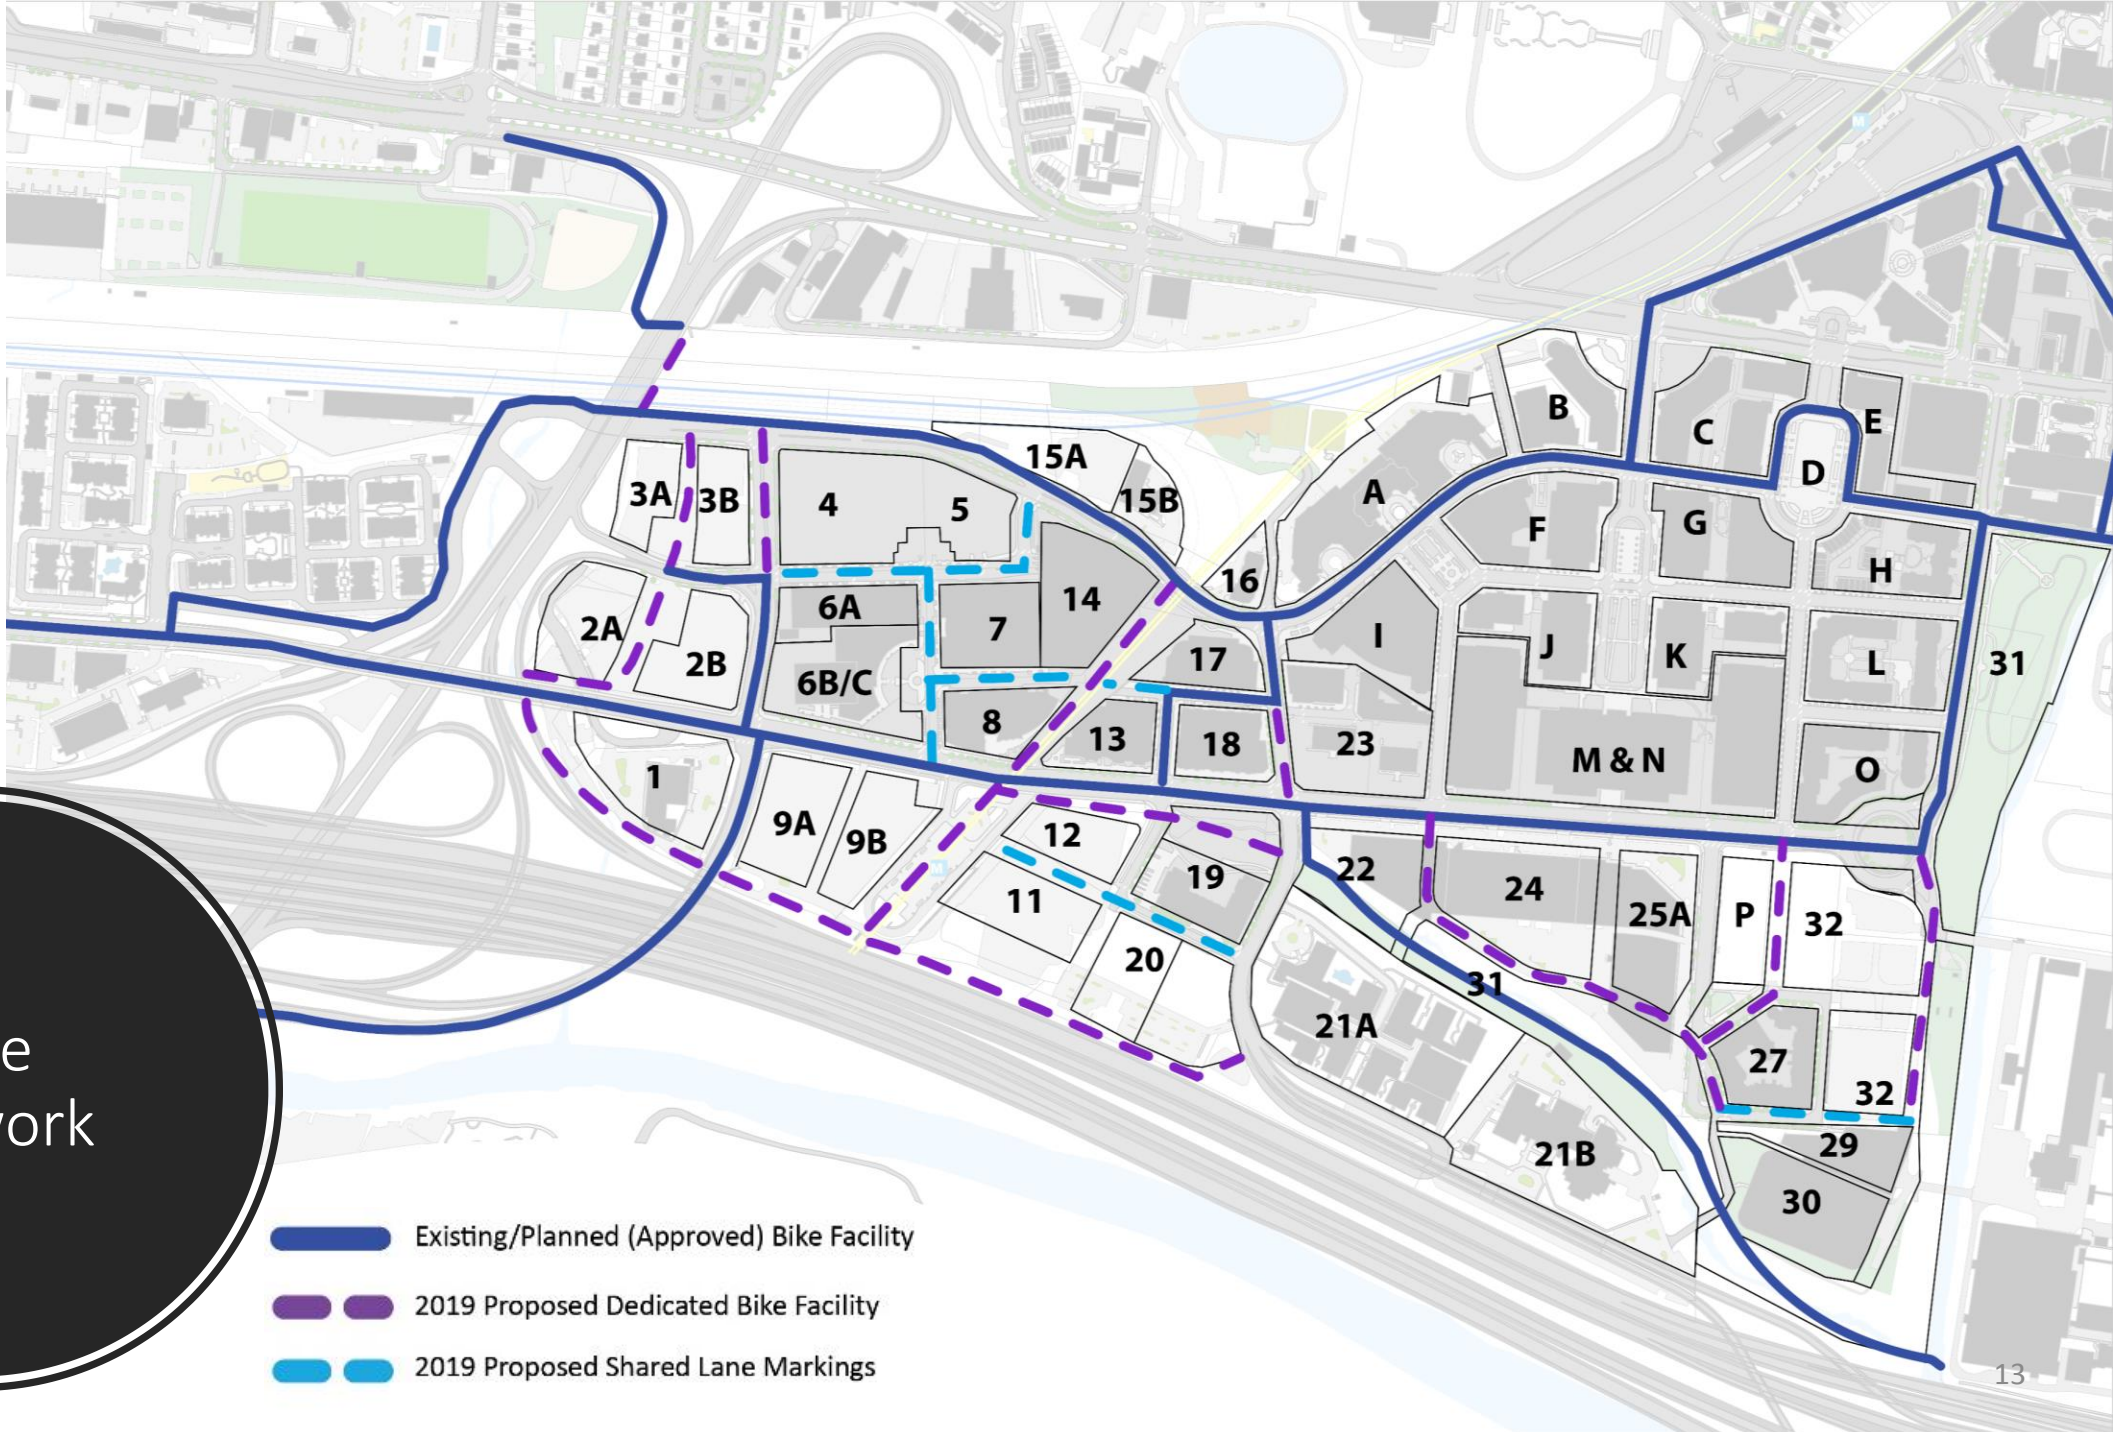 e
work
3A
3B
4
5
15A
15B
16
A
B
C
D
E
F
G
H
2A
2B
6A
6B/C
7
14
8
13
17
18
I
J
K
L
31
23
M & N
O
1
9A
9B
12
11
19
20
22
24
25A
P
32
31
21A
27
32
21B
29
30
Existing/Planned (Approved) Bike Facility
2019 Proposed Dedicated Bike Facility
2019 Proposed Shared Lane Markings
13